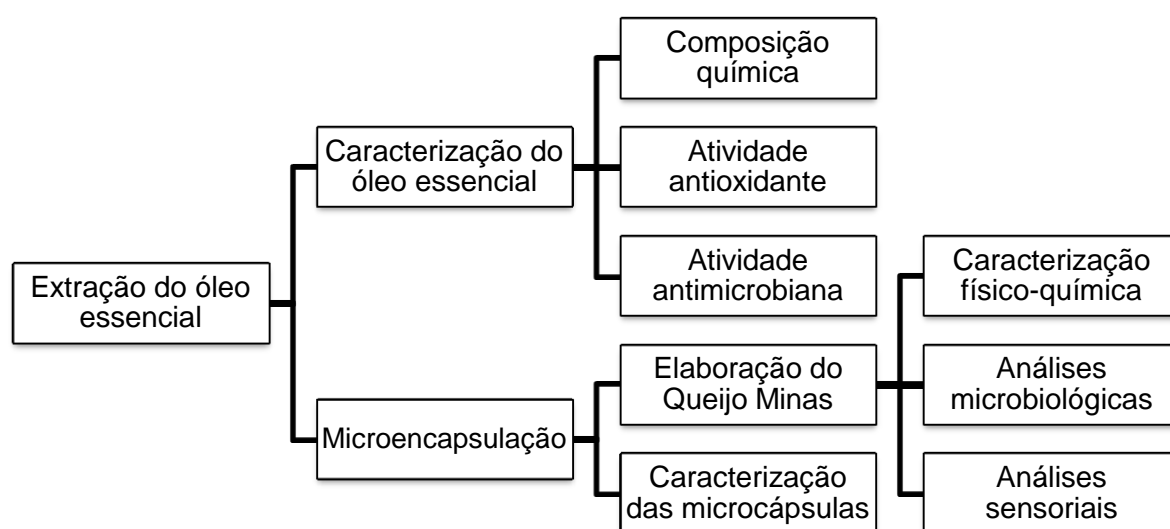 Composição
química
Caracterização do
óleo essencial
Atividade
antioxidante
Extração do óleo
essencial
Atividade
antimicrobiana
Caracterização
físico-química
Microencapsulação
Elaboração do
Queijo Minas
Análises
microbiológicas
Caracterização
das microcápsulas
Análises
sensoriais